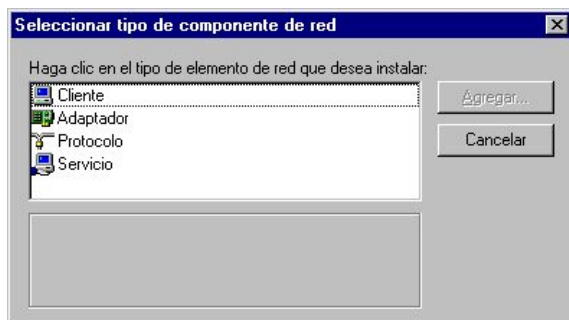 Seleccionar tipo de componente de red
Haga clic en el tipo de elemento de red que desea instalar:
Cliente
Adaptador
Protocolo
Servicio
Agregar...
Cancelar